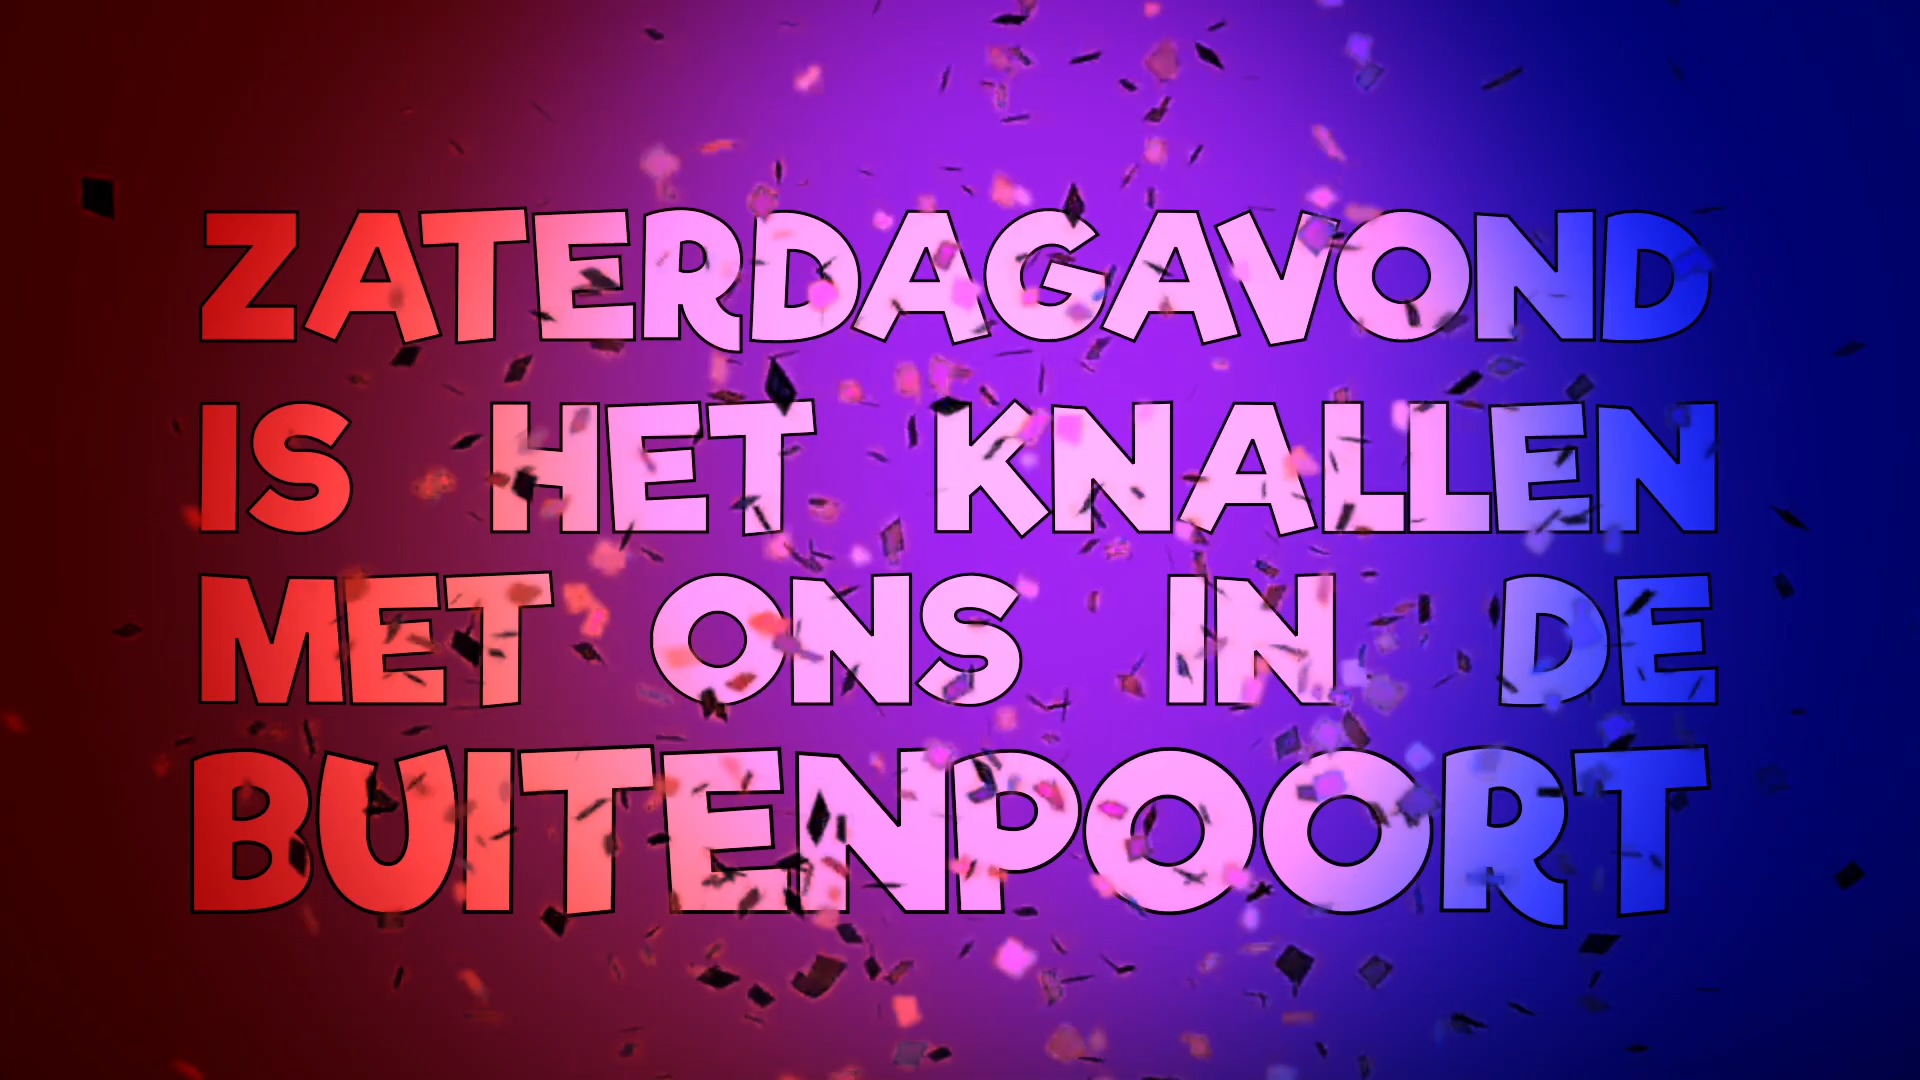 ZATERDAGAVOND
IS HET KNALLEN
MET ONS IN DE
BUITENPOORT